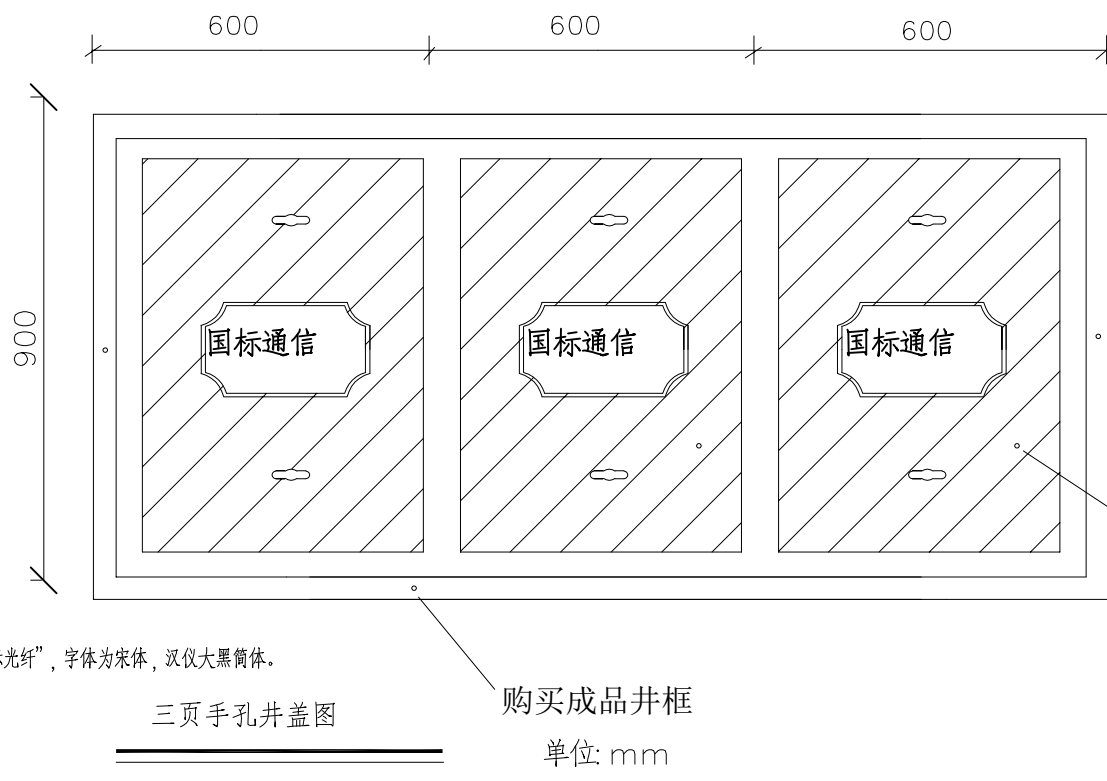 600 600 600
900
国标通信 国标通信 国标通信
光纤”，字体为宋体，汉仪大黑简体。
购买成品井框
三页手孔井盖图
单位: mm